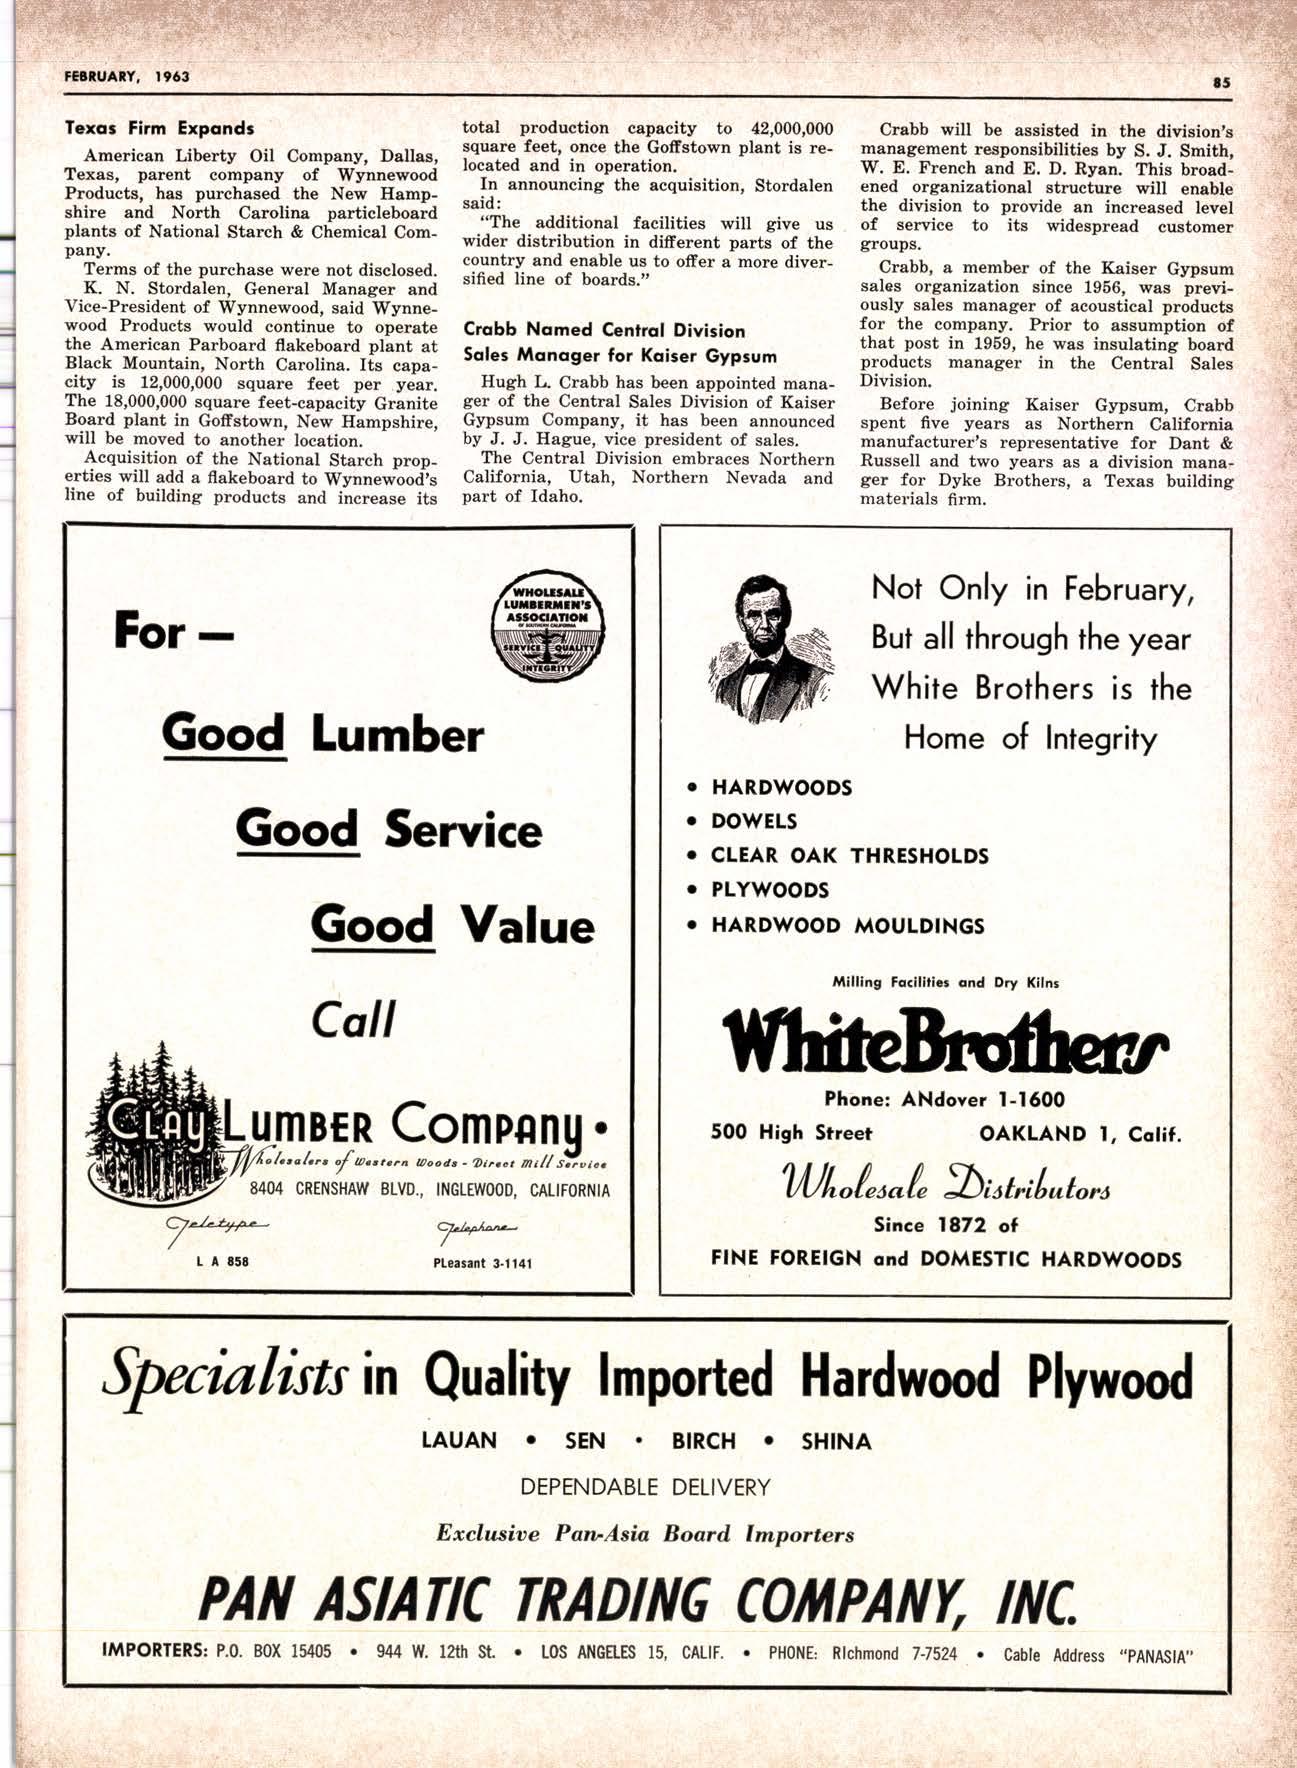 FEBRUARY, 1963
85
Texas Firm Expands
American Liberty Oil Company, Dallas,
Texas, parent company of Wynnewood
Products, has purchased the New Hamp-
shire and North Carolina particleboard
plants of National Starch & Chemical Com-
pany.
Terms of the purchase were not disclosed.
K. N. Stordalen, General Manager and
Vice-President of Wynnewood, said Wynne-
wood Products would continue to operate
the American Parboard flakeboard plant at
Black Mountain, North Carolina. Its capa-
city is 12,000,000 square feet per year.
The 18,000,000 square feet-capacity Granite
Board plant in Goffstown, New Hampshire,
will be moved to another location.
Acquisition of the National Starch prop-
erties will add a flakeboard to Wynnewood's
line of building products and increase its
total production capacity to 42,000,000
square feet, once the Goffstown plant is re-
located and in operation.
In announcing the acquisition, Stordalen
said:
"The additional facilities will give us
wider distribution in different parts of the
country and enable us to offer a more diver-
sified line of boards."
Crabb Named Central Division
Sales Manager for Kaiser Gypsum
Hugh L. Crabb has been appointed mana-
ger of the Central Sales Division of Kaiser
Gypsum Company, it has been announced
by J. J. Hague, vice president of sales.
The Central Division embraces Northern
California, Utah, Northern Nevada and
part of Idaho.
Crabb will be assisted in the division's
management responsibilities by S. J. Smith,
W. E. French and E. D. Ryan. This broad-
ened organizational structure will enable
the division to provide an increased level
of service to its widespread customer
groups.
Crabb, a member of the Kaiser Gypsum
sales organization since 1956, was previ-
ously sales manager of acoustical products
for the company. Prior to assumption of
that post in 1959, he was insulating board
products manager in the Central Sales
Division.
Before joining Kaiser Gypsum, Crabb
spent five years as Northern California
manufacturer's representative for Dant &
Russell and two years as a division mana-
ger for Dyke Brothers, a Texas building
materials firm.
WHOLESALE
LUMBERMEN'S
ASSOCIATION
OF SOUTHERN CALIFORNIA
SERVICE QUALITY
INTEGRITY
For —
Good Lumber
Good Service
Good Value
Call
CLAY LUMBER COMPANY •
Wholesalers of Western Woods - Direct Mill Service
8404 CRENSHAW BLVD., INGLEWOOD, CALIFORNIA
Teletype Telephone
L A 858 PLeasant 3-1141
Not Only in February,
But all through the year
White Brothers is the
Home of Integrity
• HARDWOODS
• DOWELS
• CLEAR OAK THRESHOLDS
• PLYWOODS
• HARDWOOD MOULDINGS
Milling Facilities and Dry Kilns
White Brothers
Phone: ANdover 1-1600
500 High Street OAKLAND 1, Calif.
Wholesale Distributors
Since 1872 of
FINE FOREIGN and DOMESTIC HARDWOODS
Specialists in Quality Imported Hardwood Plywood
LAUAN • SEN • BIRCH • SHINA
DEPENDABLE DELIVERY
Exclusive Pan-Asia Board Importers
PAN ASIATIC TRADING COMPANY, INC.
IMPORTERS: P.O. BOX 15405 • 944 W. 12th St. • LOS ANGELES 15, CALIF. • PHONE: RIchmond 7-7524 • Cable Address "PANASIA"